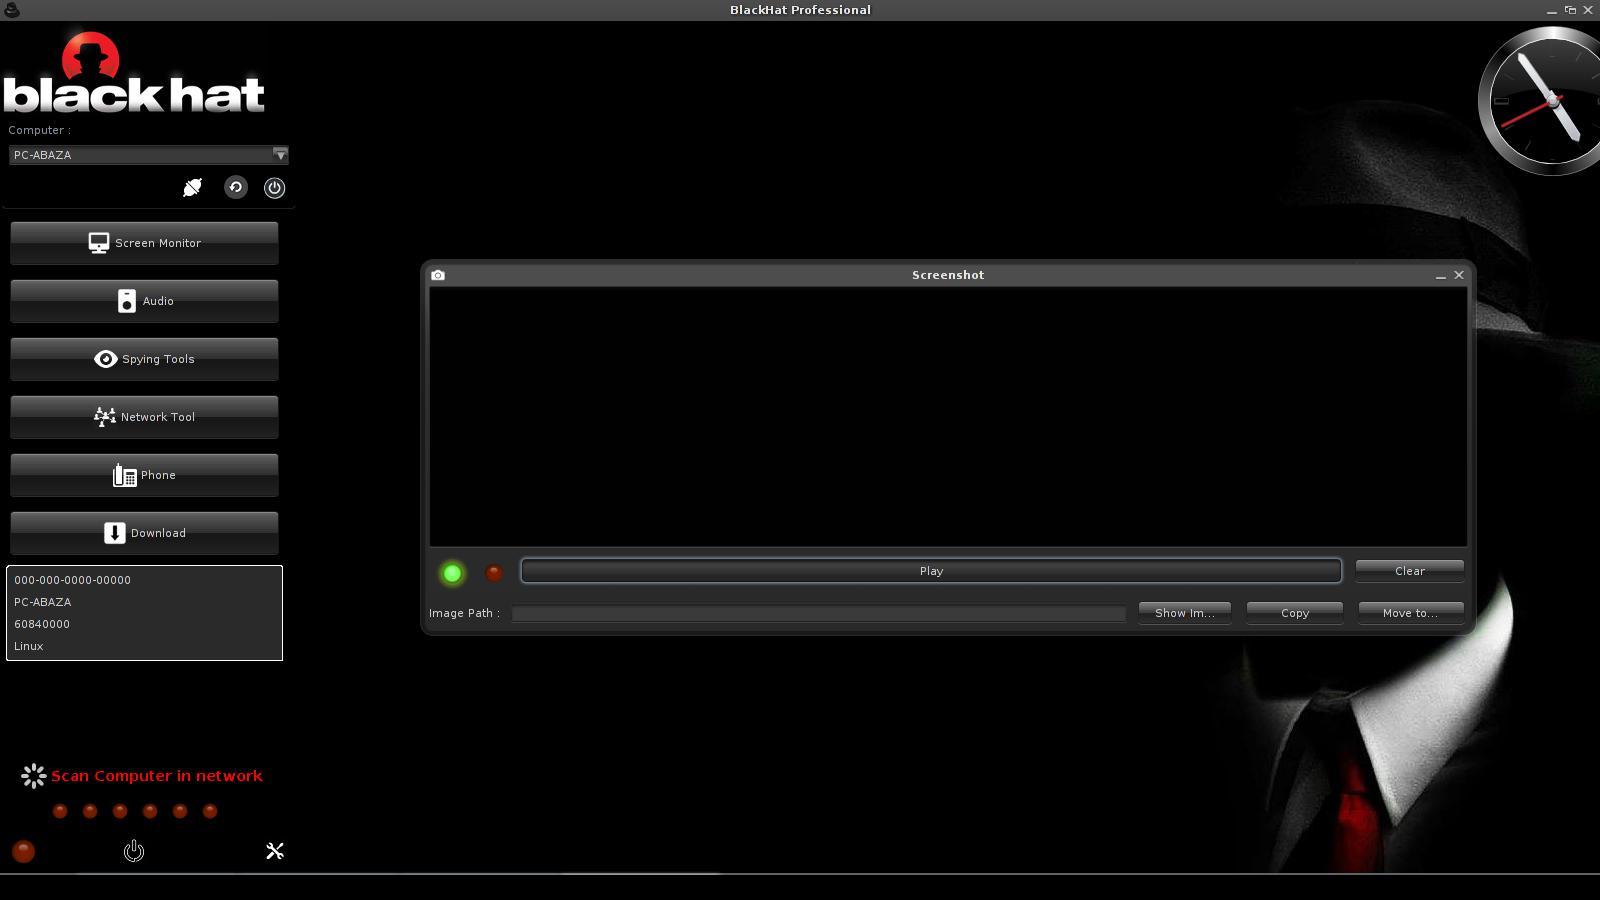 BlackHat Professional
black hat
Computer :
PC-ABAZA
Screen Monitor
Audio
Spying Tools
Network Tool
Phone
Download
000-000-0000-00000
PC-ABAZA
60840000
Linux
Scan Computer in network
Screenshot
Play
Clear
Image Path :
Show Im...
Copy
Move to...